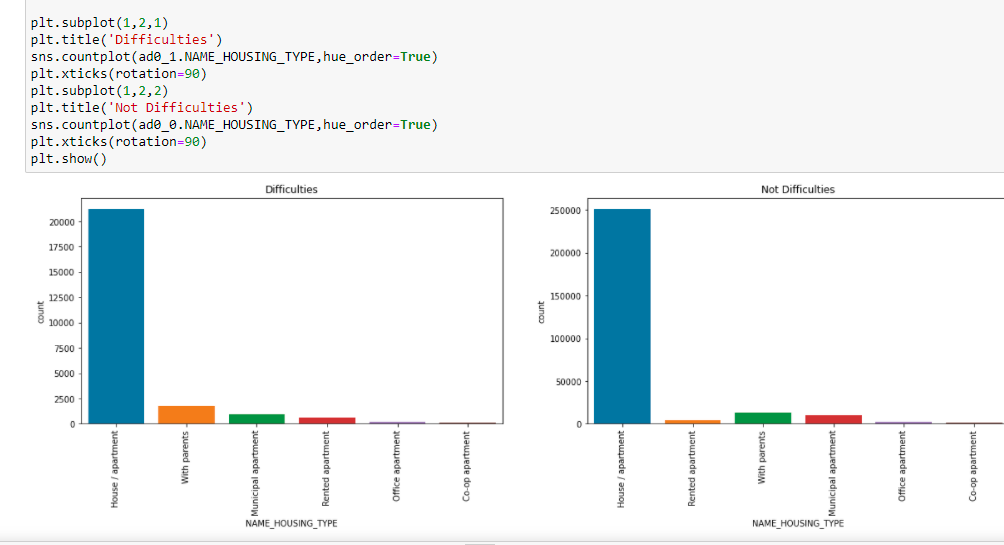 plt.subplot(1,2,1)
plt.title('Difficulties')
sns.countplot(ad0_1.NAME_HOUSING_TYPE,hue_order=True)
plt.xticks(rotation=90)
plt.subplot(1,2,2)
plt.title('Not Difficulties')
sns.countplot(ad0_0.NAME_HOUSING_TYPE,hue_order=True)
plt.xticks(rotation=90)
plt.show()
Difficulties
20000
17500
15000
12500
10000
7500
5000
2500
0
count
House / apartment
With parents
Municipal apartment
Rented apartment
Office apartment
Co-op apartment
NAME_HOUSING_TYPE
Not Difficulties
250000
200000
150000
100000
50000
0
count
House / apartment
Rented apartment
With parents
Municipal apartment
Office apartment
Co-op apartment
NAME_HOUSING_TYPE